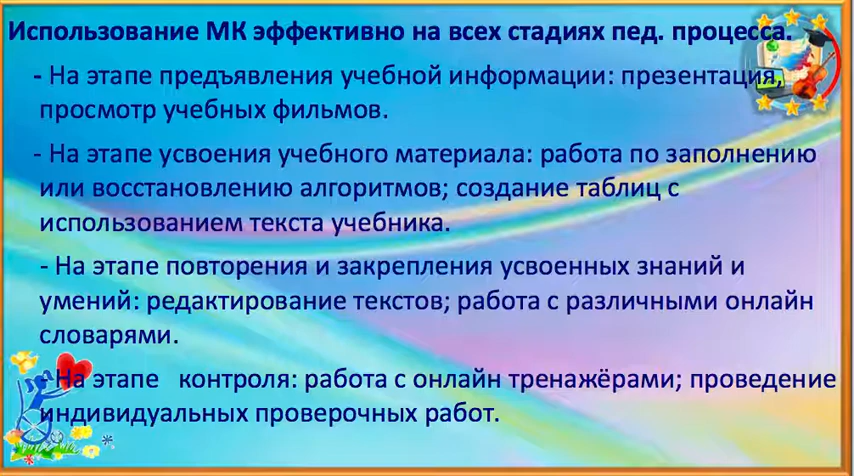 Использование МК эффективно на всех стадиях пед. процесса.
- На этапе предъявления учебной информации: презентация,
просмотр учебных фильмов.
- На этапе усвоения учебного материала: работа по заполнению
или восстановлению алгоритмов; создание таблиц с
использованием текста учебника.
- На этапе повторения и закрепления усвоенных знаний и
умений: редактирование текстов; работа с различными онлайн
словарями.
- На этапе контроля: работа с онлайн тренажёрами; проведение
индивидуальных проверочных работ.